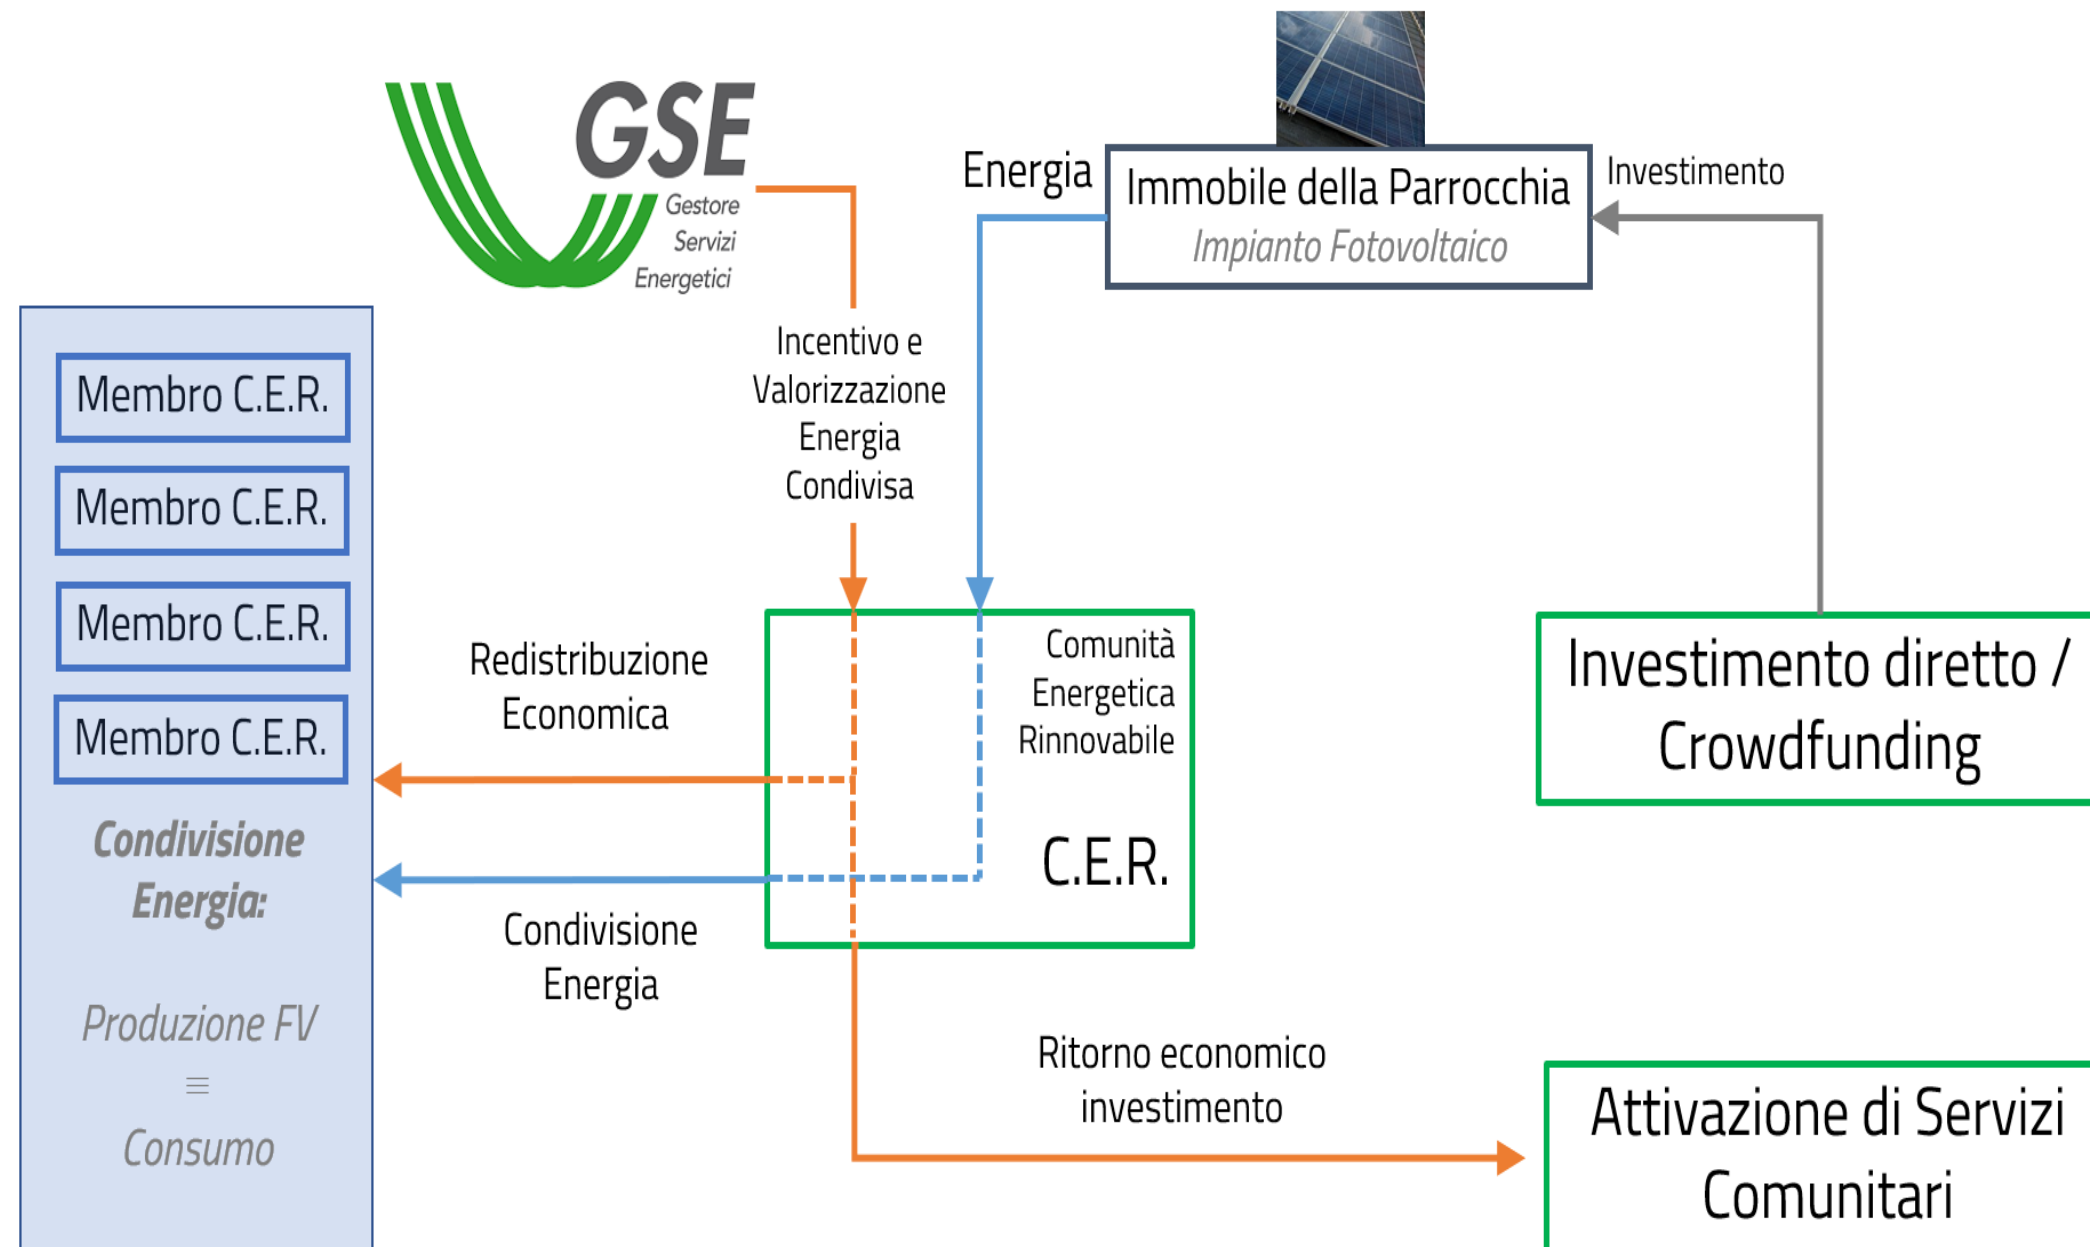 GSE
Gestore
Servizi
Energetici
Energia
Immobile della Parrocchia
Impianto Fotovoltaico
Investimento
Incentivo e
Valorizzazione
Energia
Condivisa
Membro C.E.R.
Membro C.E.R.
Membro C.E.R.
Membro C.E.R.
Condivisione
Energia:
Produzione FV
≡
Consumo
Redistribuzione
Economica
Condivisione
Energia
Comunità
Energetica
Rinnovabile
C.E.R.
Investimento diretto /
Crowdfunding
Ritorno economico
investimento
Attivazione di Servizi
Comunitari